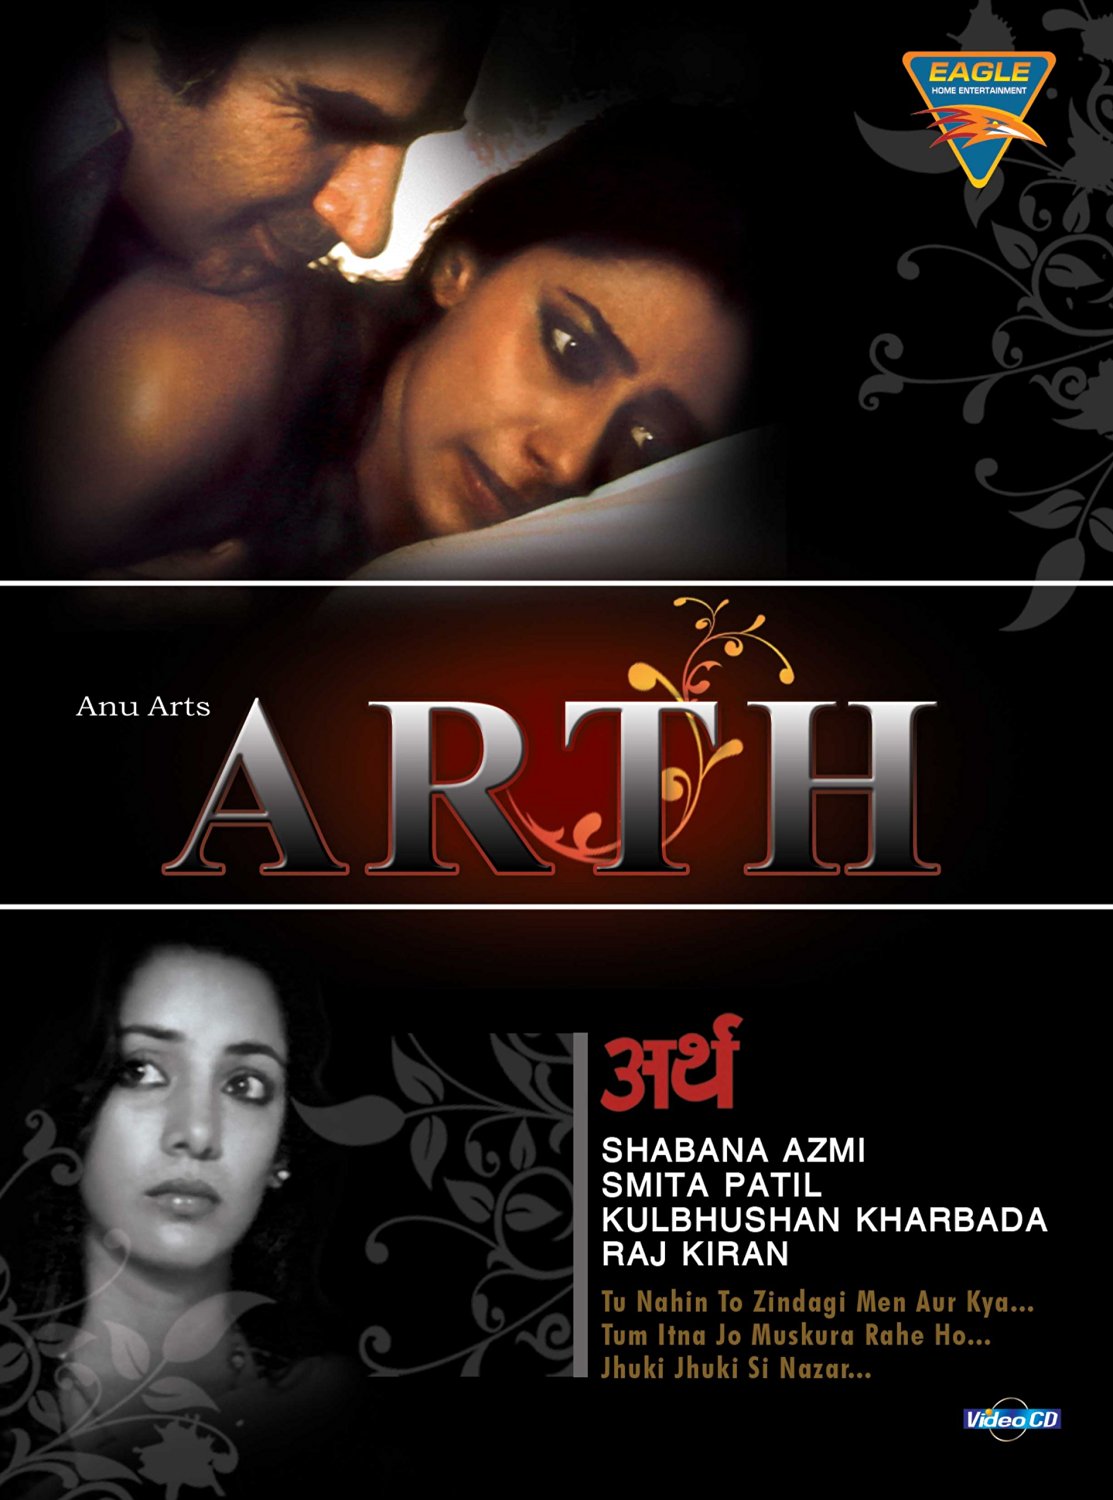 EAGLE
HOME ENTERTAINMENT
Anu Arts
ARTH
अर्थ
SHABANA AZMI
SMITA PATIL
KULBHUSHAN KHARBADA
RAJ KIRAN
Tu Nahin To Zindagi Men Aur Kya...
Tum Itna Jo Muskura Rahe Ho...
Jhuki Jhuki Si Nazar...
Video CD